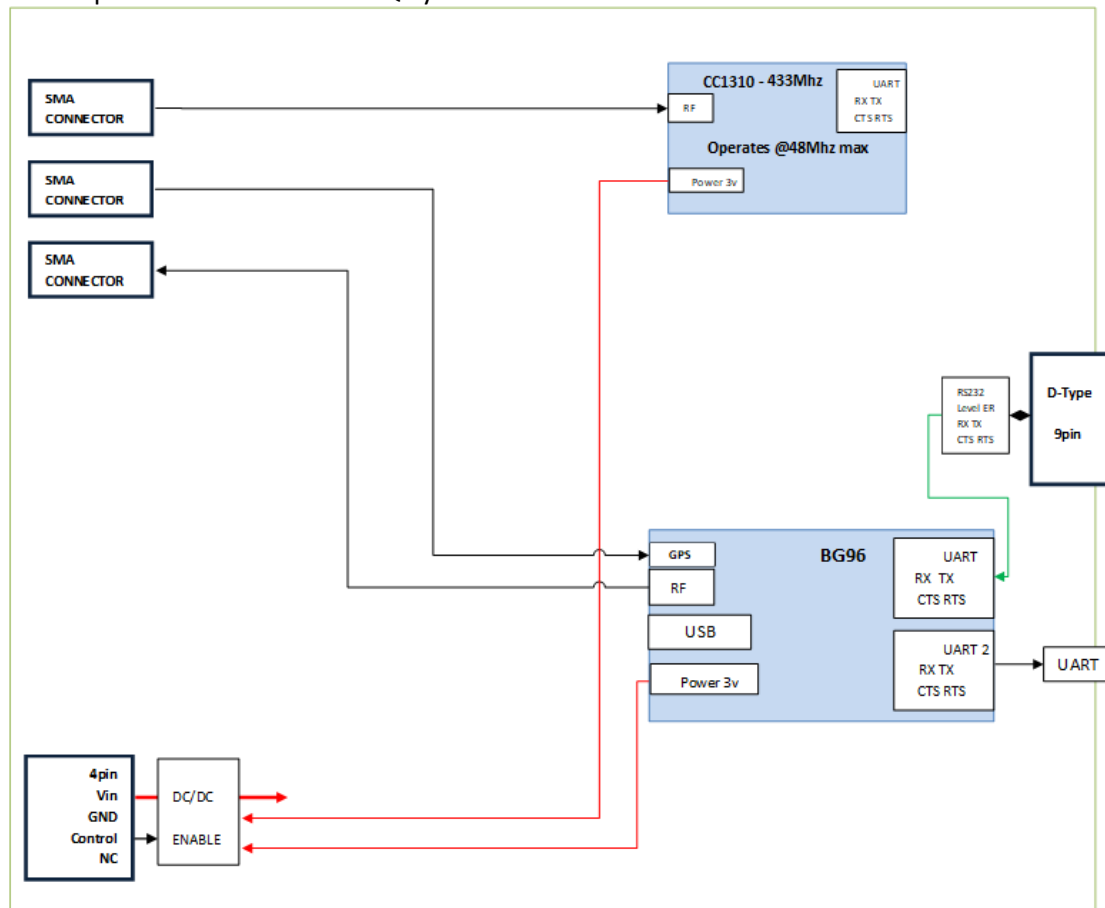 SMA
CONNECTOR
SMA
CONNECTOR
SMA
CONNECTOR
CC1310 - 433Mhz
UART
RX TX
CTS RTS
RF
Operates @48Mhz max
Power 3v
RS232
Level ER
RX TX
CTS RTS
D-Type
9pin
BG96
GPS
RF
USB
Power 3v
UART
RX TX
CTS RTS
UART 2
RX TX
CTS RTS
UART
4pin
Vin
GND
Control
NC
DC/DC
ENABLE